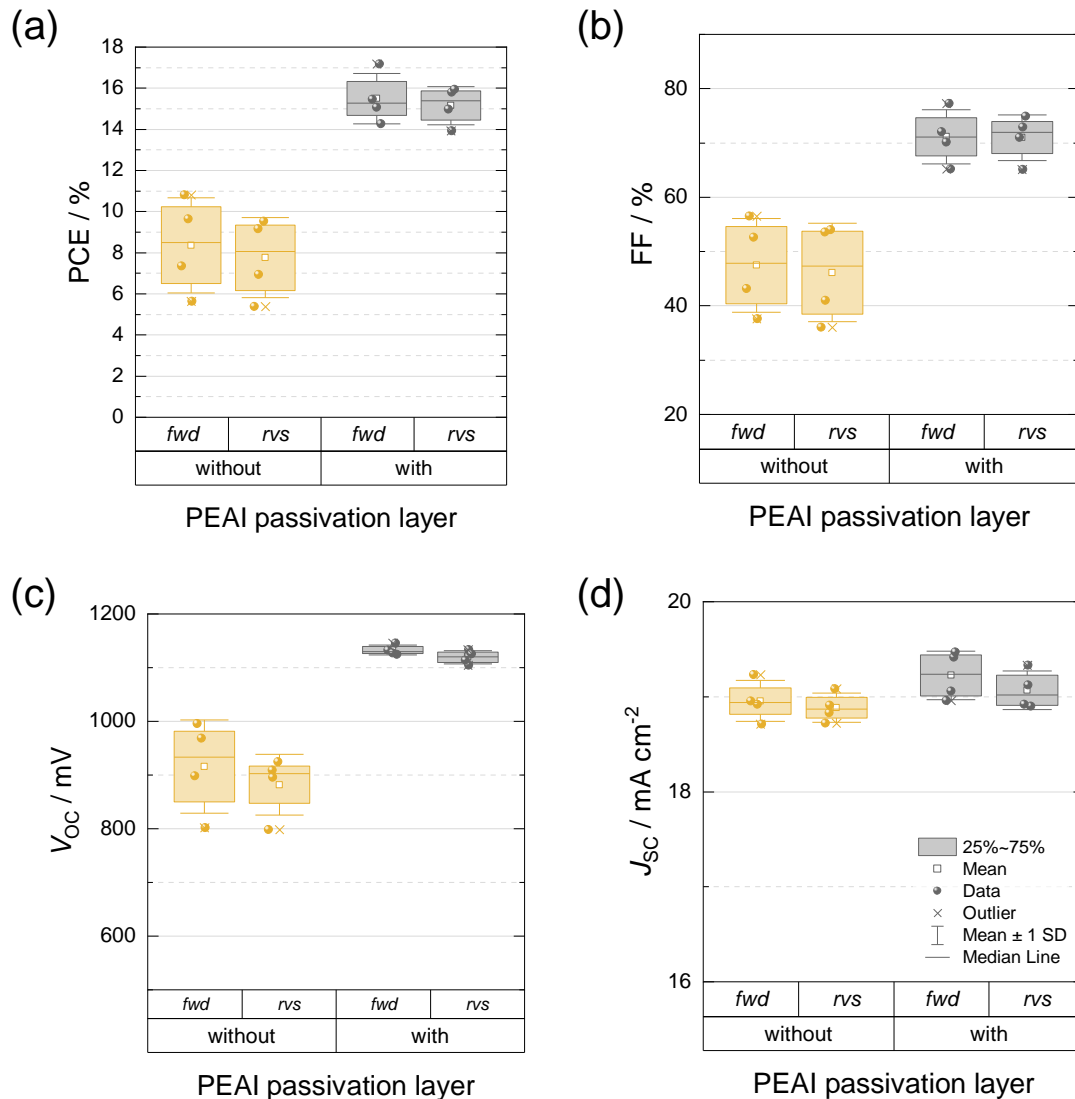 (a)
PCE / %
18
16
14
12
10
8
6
4
2
0
fwd rvs fwd rvs
without with
PEAI passivation layer
(b)
FF / %
80
60
40
20
fwd rvs fwd rvs
without with
PEAI passivation layer
(c)
V_OC / mV
1200
1000
800
600
fwd rvs fwd rvs
without with
PEAI passivation layer
(d)
J_SC / mA cm⁻²
20
18
16
25%~75%
Mean
Data
Outlier
Mean ± 1 SD
Median Line
fwd rvs fwd rvs
without with
PEAI passivation layer